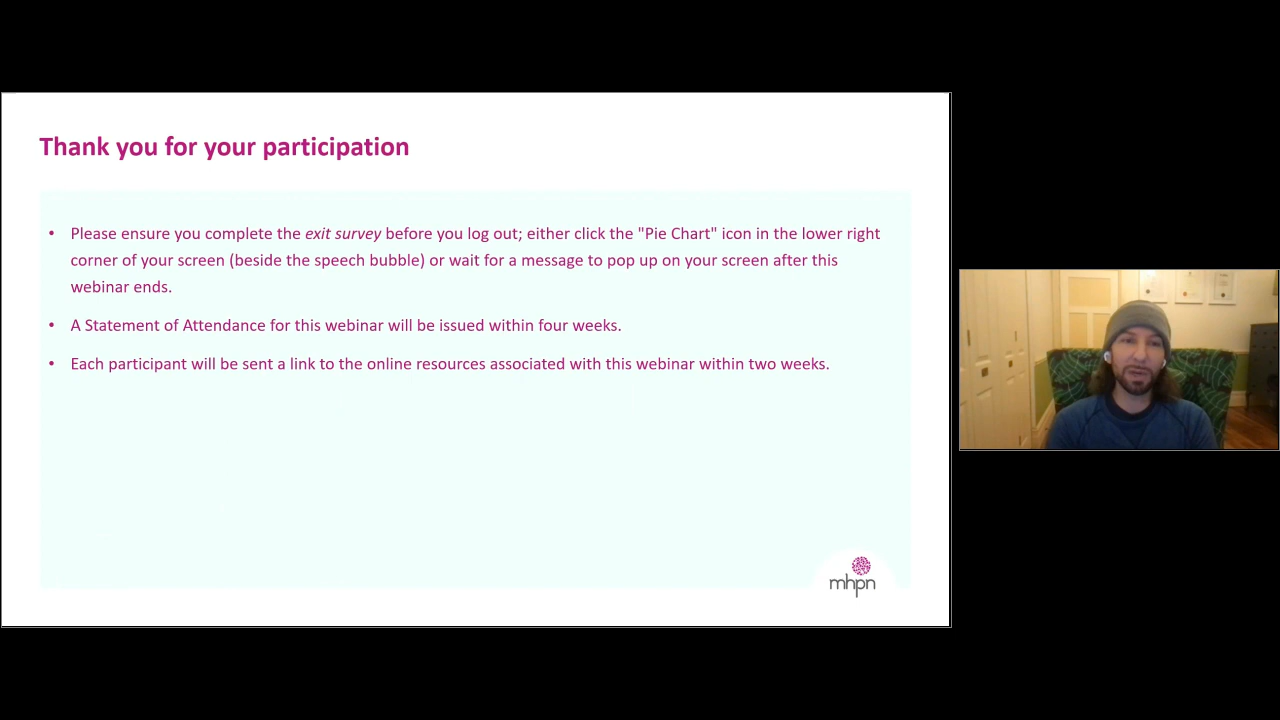 Thank you for your participation
• Please ensure you complete the exit survey before you log out; either click the "Pie Chart" icon in the lower right
corner of your screen (beside the speech bubble) or wait for a message to pop up on your screen after this
webinar ends.
• A Statement of Attendance for this webinar will be issued within four weeks.
• Each participant will be sent a link to the online resources associated with this webinar within two weeks.
mhpn